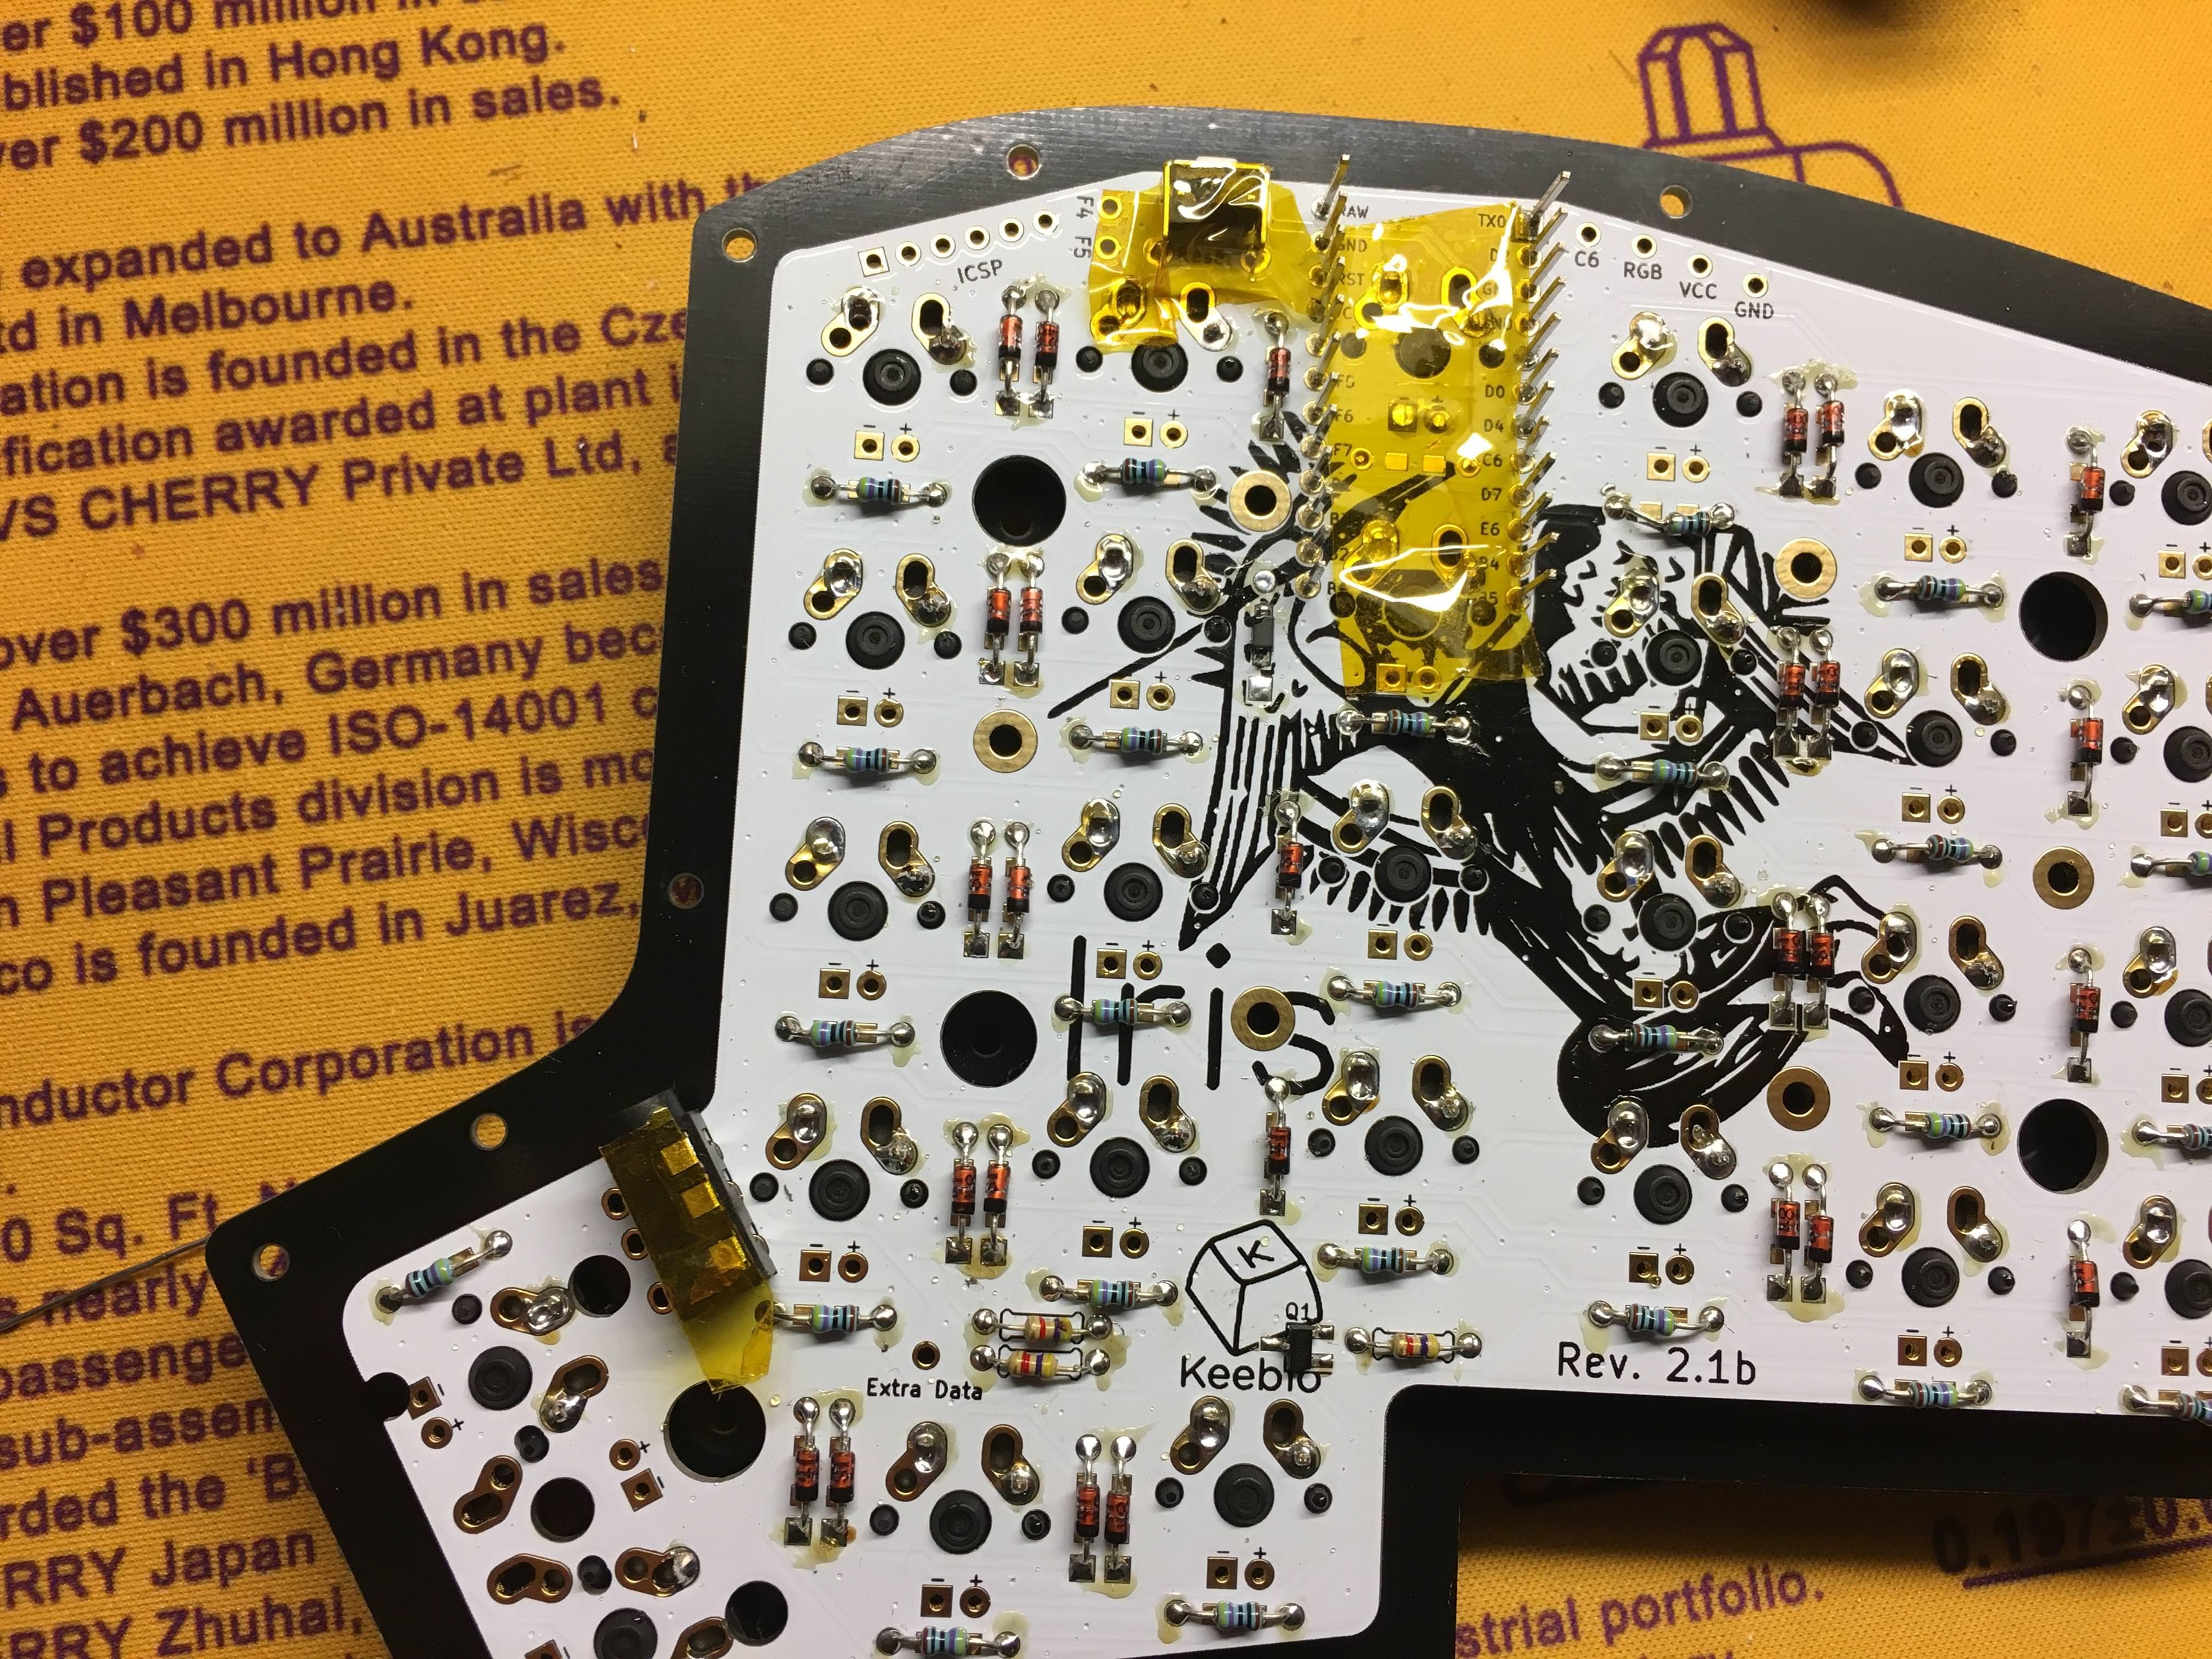 er $100 million in
blished in Hong Kong.
ver $200 million in sales.
expanded to Australia with
td in Melbourne.
ation is founded in the Cze
fication awarded at plant
VS CHERRY Private Ltd,
over $300 million in sales
Auerbach, Germany bec
s to achieve ISO-14001 c
l Products division is mo
n Pleasant Prairie, Wisco
co is founded in Juarez,
Conductor Corporation is
0 Sq. Ft.
s nearly
passenge
sub-assem
rded the 'B
RRY Japan
RRY Zhuhai,
0.197±0.
strial portfolio.
F4
F5
ICSP
RAW
GND
RST
F6
F7
TX0
D0
D4
C6
D7
E6
B4
B5
C6
RGB
VCC
GND
Iris
K
Q1
Keebio
Rev. 2.1b
Extra Data